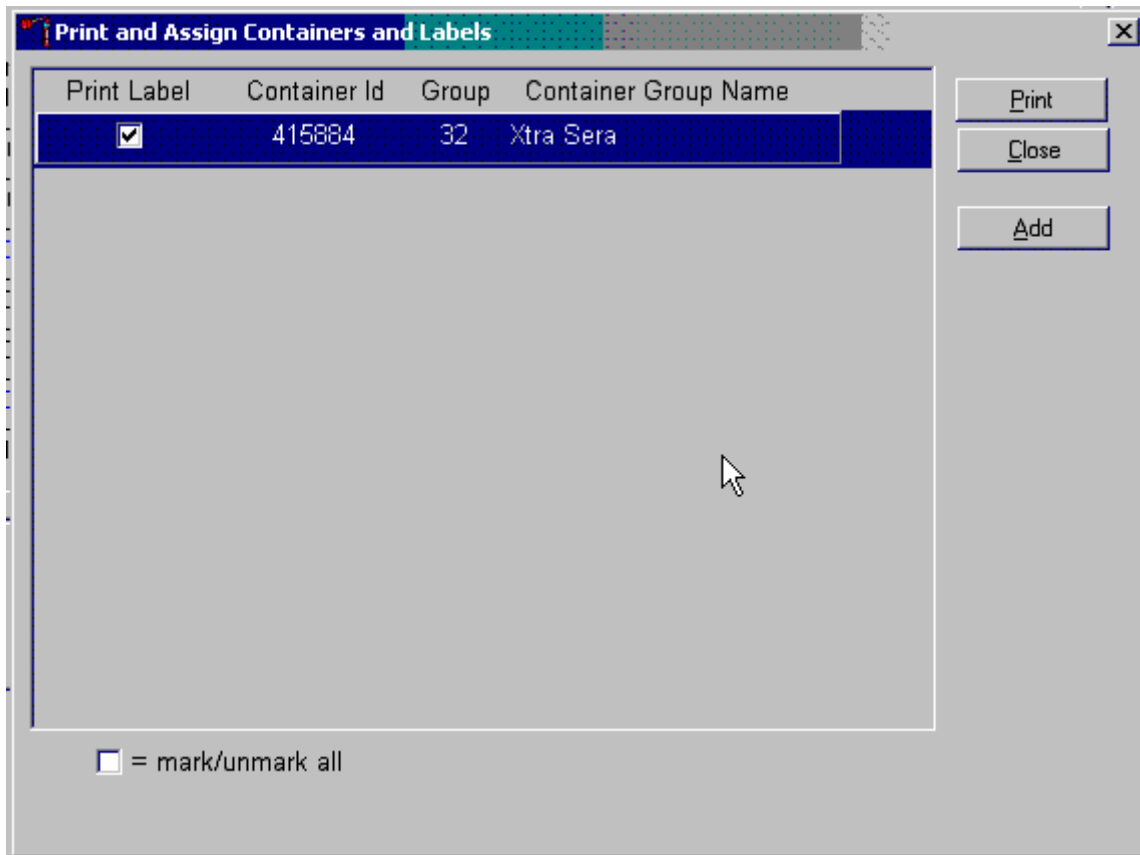 Print and Assign Containers and Labels
Print Label Container Id Group Container Group Name
415884 32 Xtra Sera
Print
Close
Add
= mark/unmark all